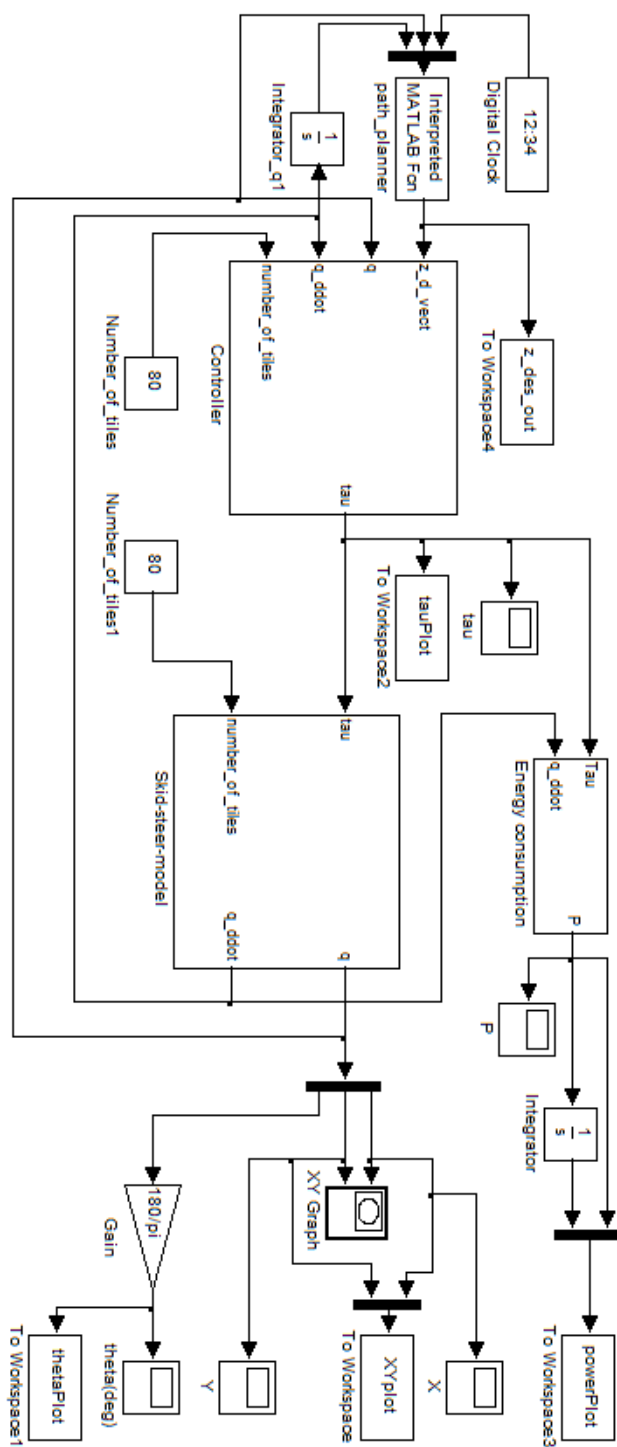 12:34
Digital Clock
Interpreted
MATLAB Fcn
path_planner
1
s
Integrator_q1
z_des_out
To Workspace4
z_d_vect
q
q_ddot
number_of_tiles
tau
Controller
80
Number_of_tiles
80
Number_of_tiles1
tau
tauPlot
To Workspace2
tau
number_of_tiles
q
q_ddot
Skid-steer-model
Tau
q_ddot
P
Energy consumption
P
1
s
Integrator
powerPlot
To Workspace3
X
XY Graph
XYplot
To Workspace
Y
180/pi
Gain
theta(deg)
thetaPlot
To Workspace1